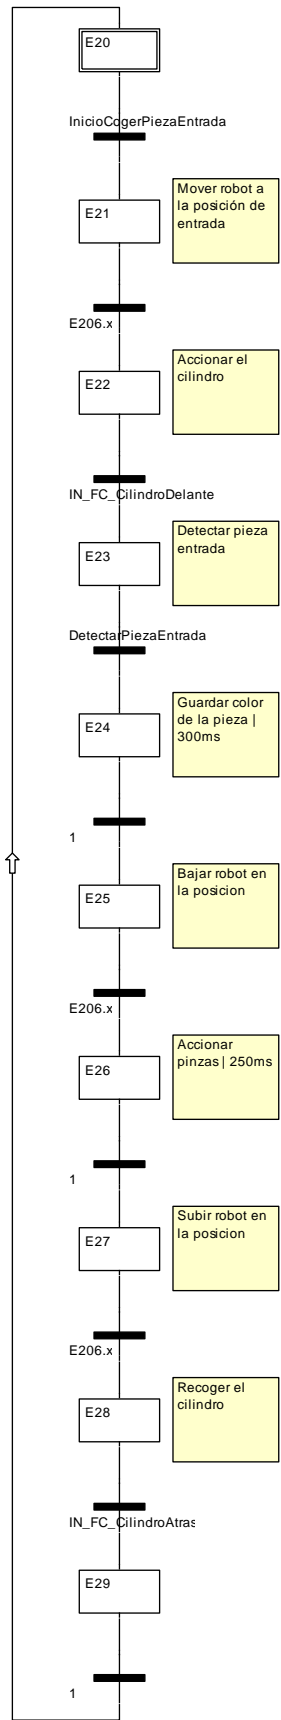 E20
InicioCogerPiezaEntrada
E21
Mover robot a
la posición de
entrada
E206.x
E22
Accionar el
cilindro
IN_FC_CilindroDelante
E23
Detectar pieza
entrada
DetectarPiezaEntrada
E24
Guardar color
de la pieza |
300ms
1
E25
Bajar robot en
la posicion
E206.x
E26
Accionar
pinzas | 250ms
1
E27
Subir robot en
la posicion
E206.x
E28
Recoger el
cilindro
IN_FC_CilindroAtras
E29
1